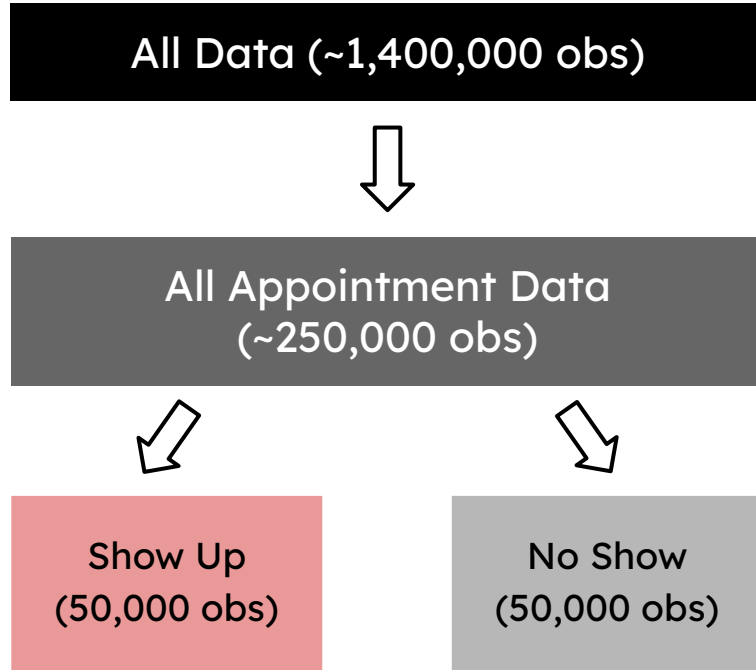 All Data (~1,400,000 obs)
All Appointment Data
(~250,000 obs)
Show Up
(50,000 obs)
No Show
(50,000 obs)